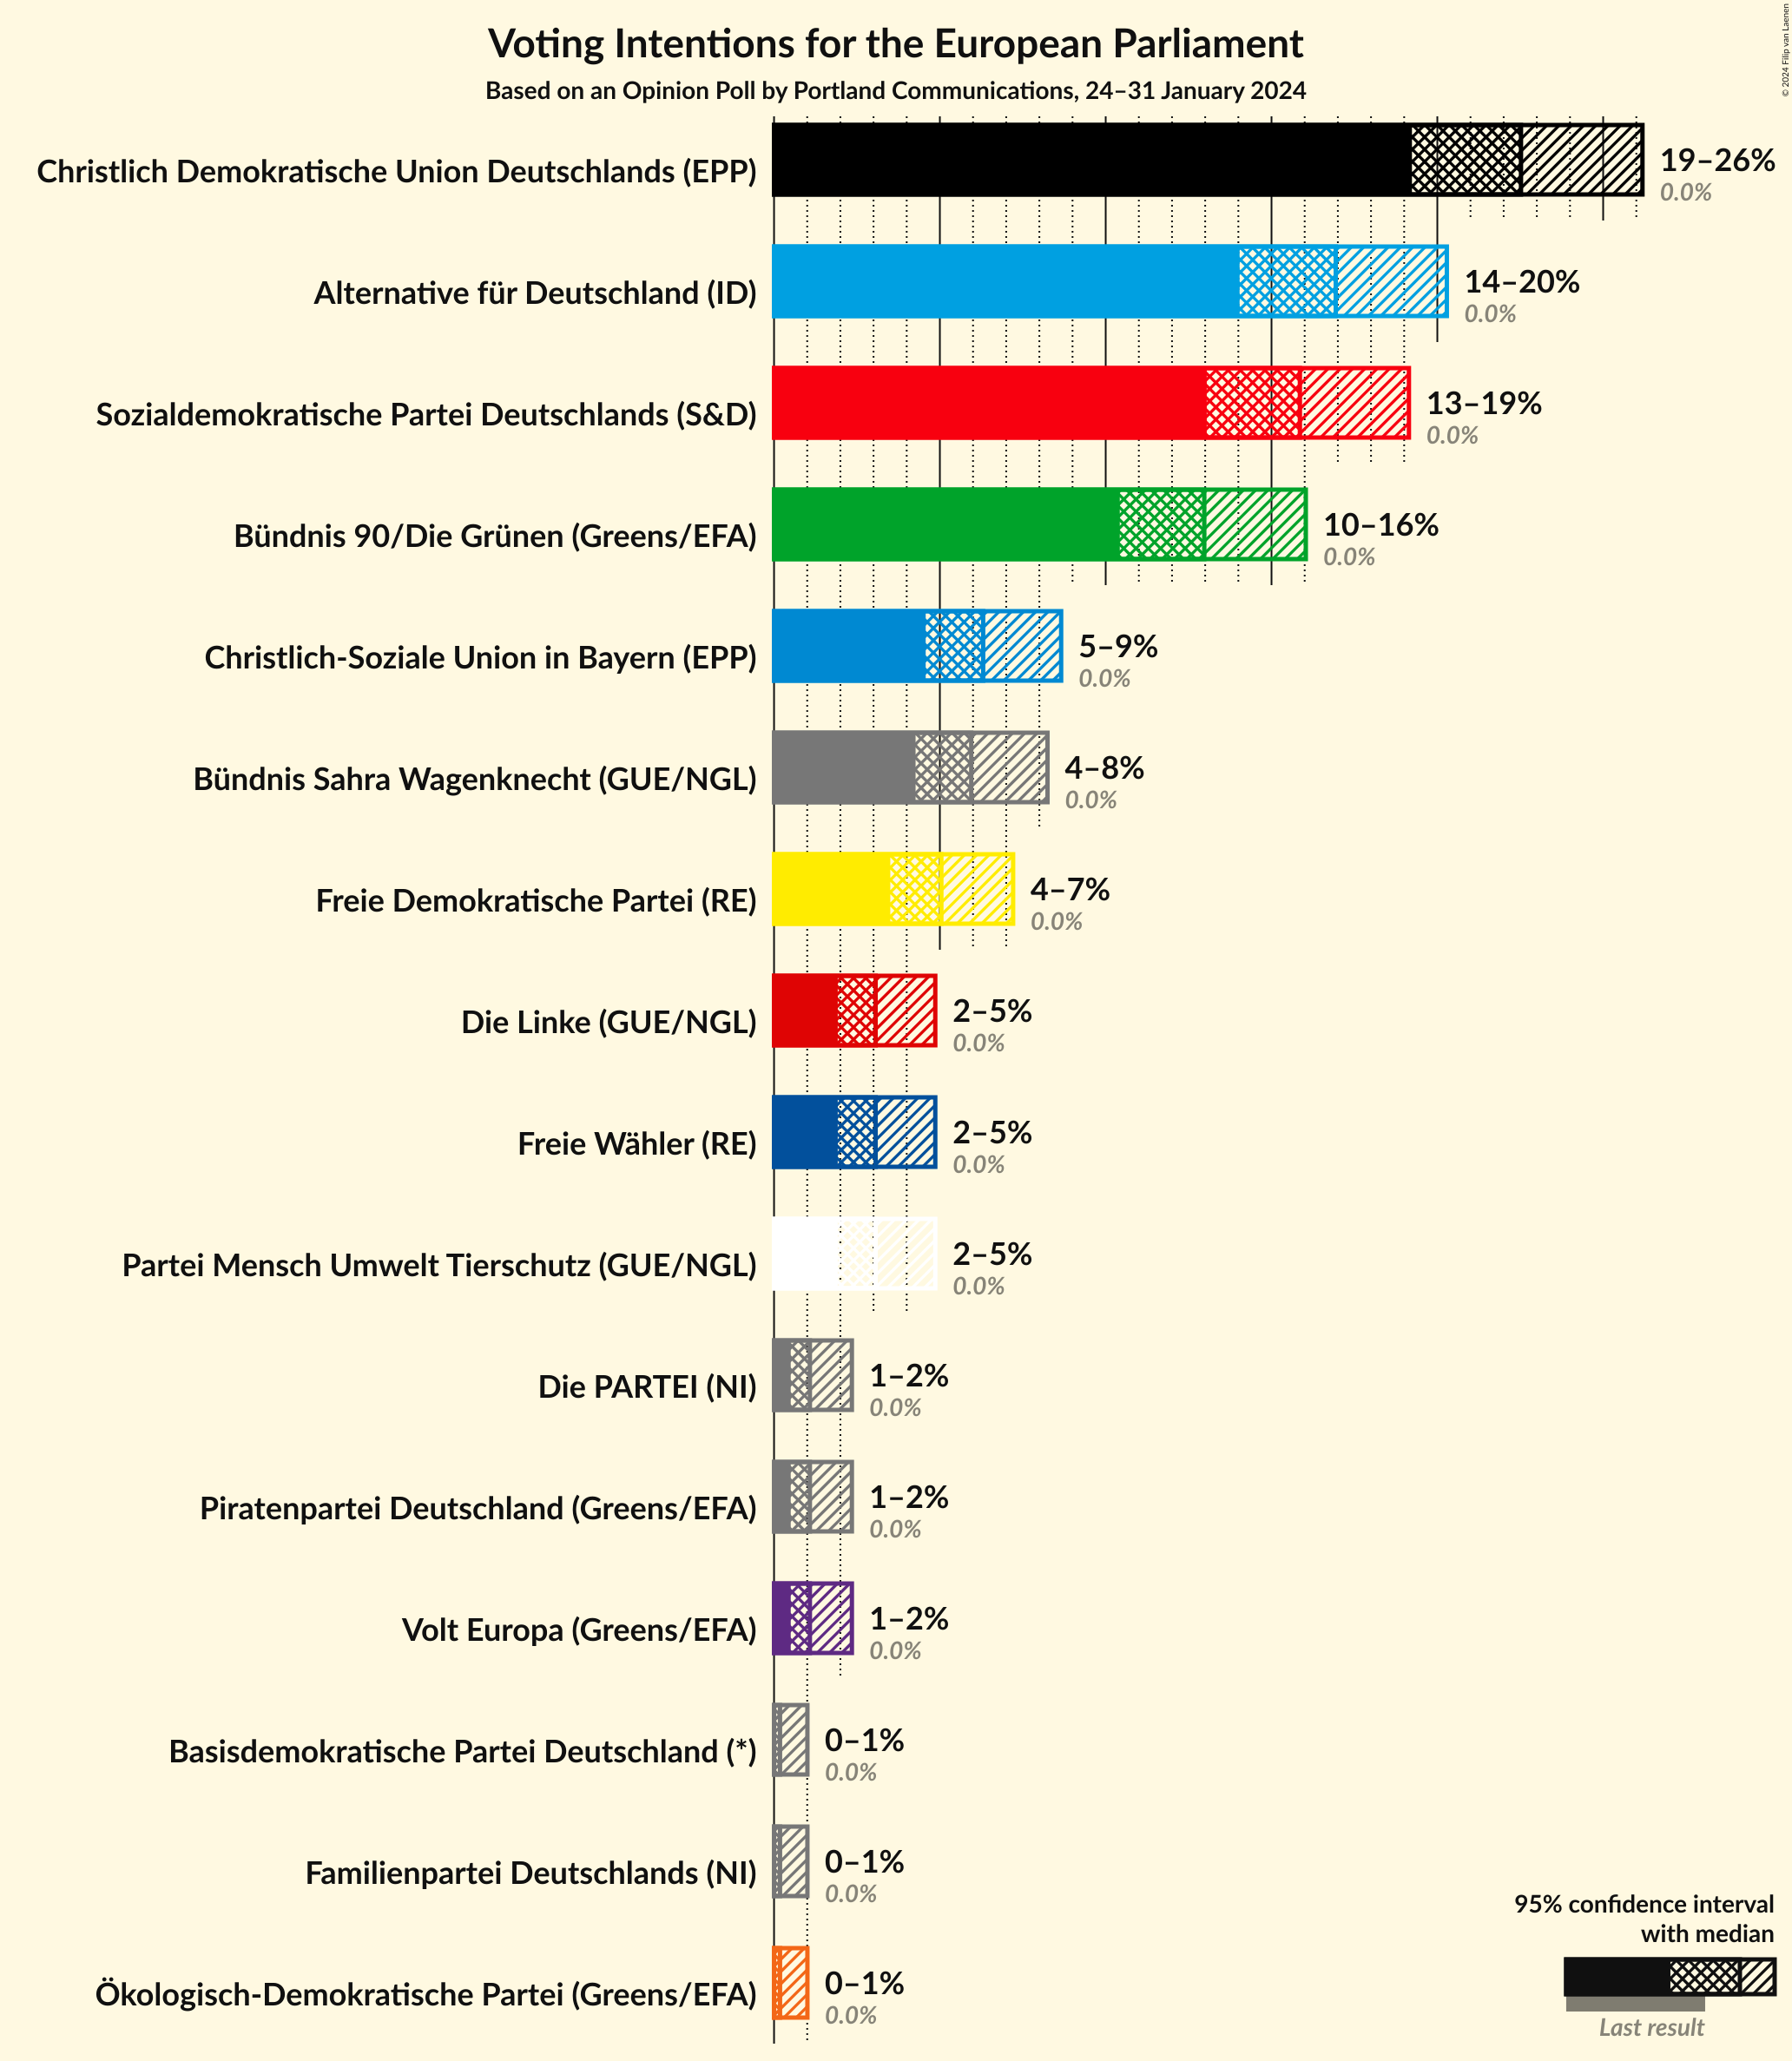 Voting Intentions for the European Parliament
Based on an Opinion Poll by Portland Communications, 24–31 January 2024
© 2024 Filip van Laenen
Christlich Demokratische Union Deutschlands (EPP)
19–26%
0.0%
Alternative für Deutschland (ID)
14–20%
0.0%
Sozialdemokratische Partei Deutschlands (S&D)
13–19%
0.0%
Bündnis 90/Die Grünen (Greens/EFA)
10–16%
0.0%
Christlich-Soziale Union in Bayern (EPP)
5–9%
0.0%
Bündnis Sahra Wagenknecht (GUE/NGL)
4–8%
0.0%
Freie Demokratische Partei (RE)
4–7%
0.0%
Die Linke (GUE/NGL)
2–5%
0.0%
Freie Wähler (RE)
2–5%
0.0%
Partei Mensch Umwelt Tierschutz (GUE/NGL)
2–5%
0.0%
Die PARTEI (NI)
1–2%
0.0%
Piratenpartei Deutschland (Greens/EFA)
1–2%
0.0%
Volt Europa (Greens/EFA)
1–2%
0.0%
Basisdemokratische Partei Deutschland (*)
0–1%
0.0%
Familienpartei Deutschlands (NI)
0–1%
0.0%
Ökologisch-Demokratische Partei (Greens/EFA)
0–1%
0.0%
95% confidence interval
with median
Last result